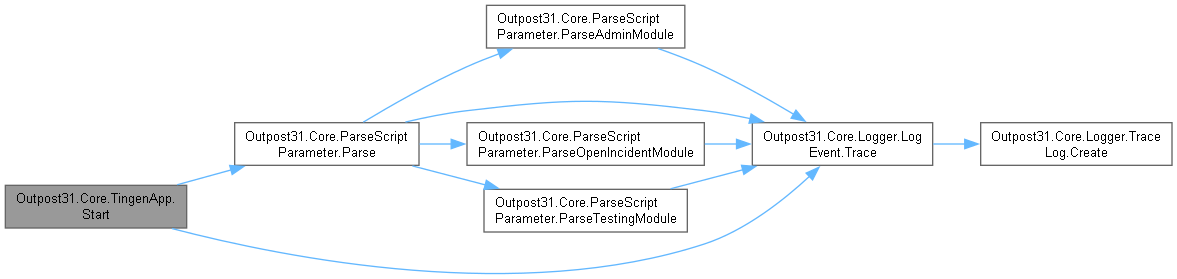 Outpost31.Core.ParseScript
Parameter.ParseAdminModule
Outpost31.Core.ParseScript
Parameter.Parse
Outpost31.Core.ParseScript
Parameter.ParseOpenIncidentModule
Outpost31.Core.Logger.Log
Event.Trace
Outpost31.Core.Logger.Trace
Log.Create
Outpost31.Core.TingenApp.
Start
Outpost31.Core.ParseScript
Parameter.ParseTestingModule